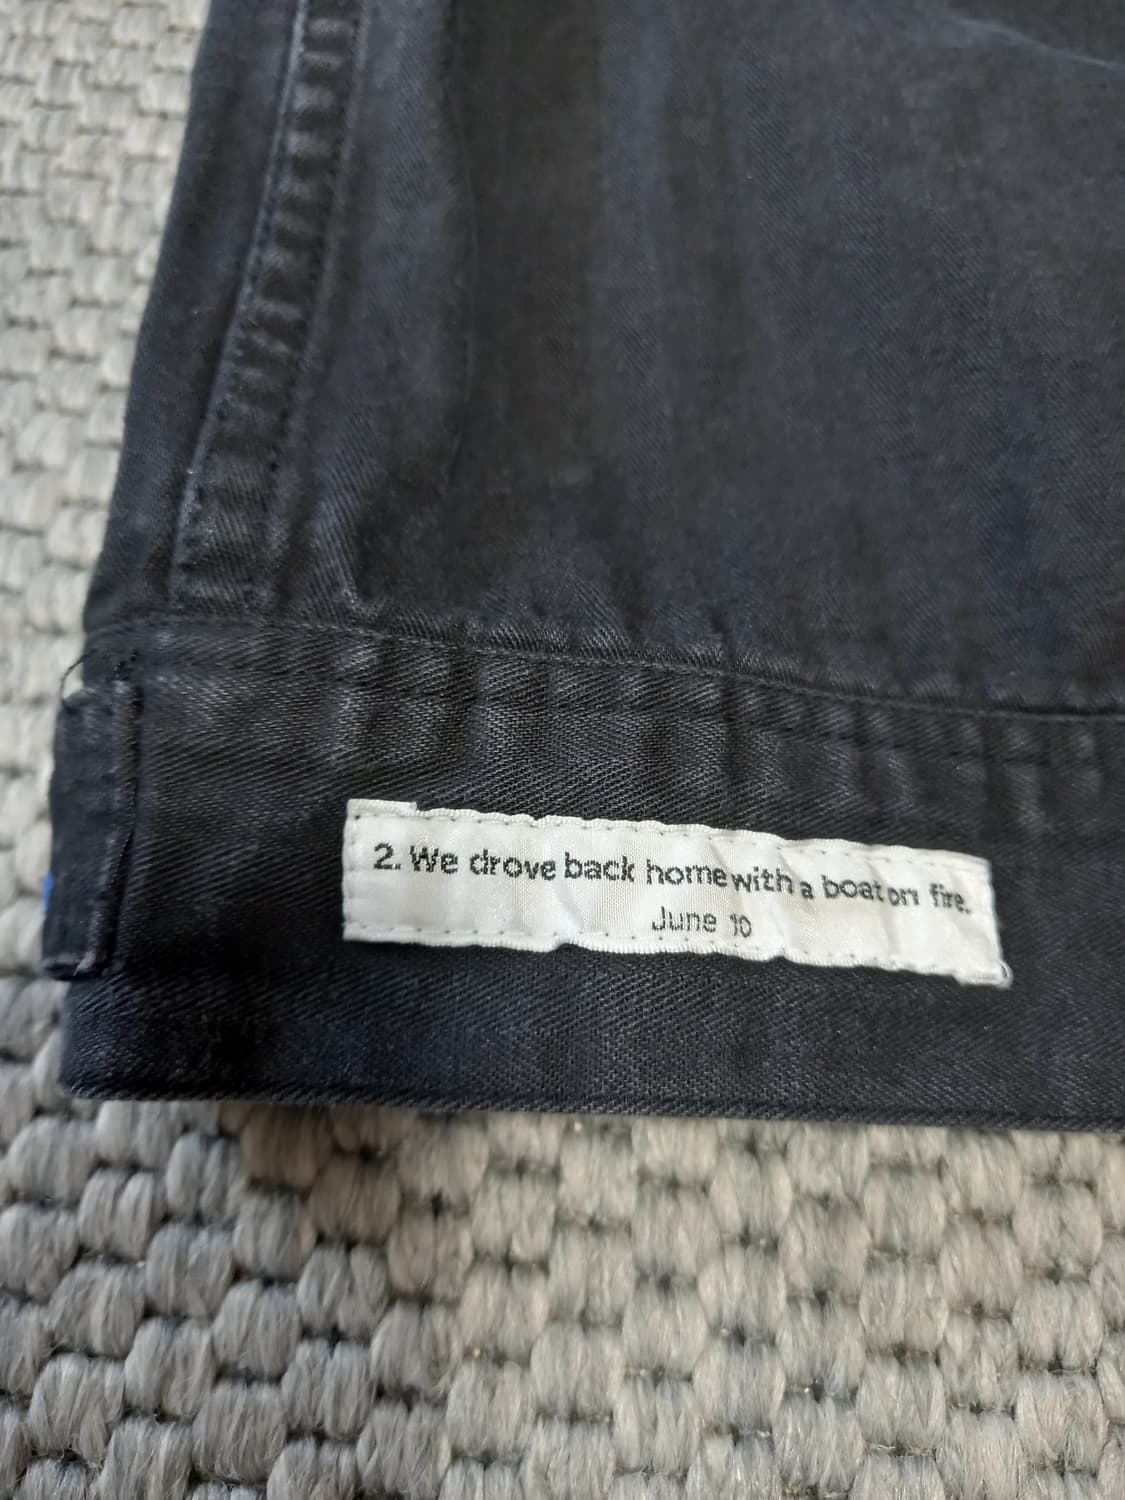 2. We drove back home with a boat on fire.
June 10